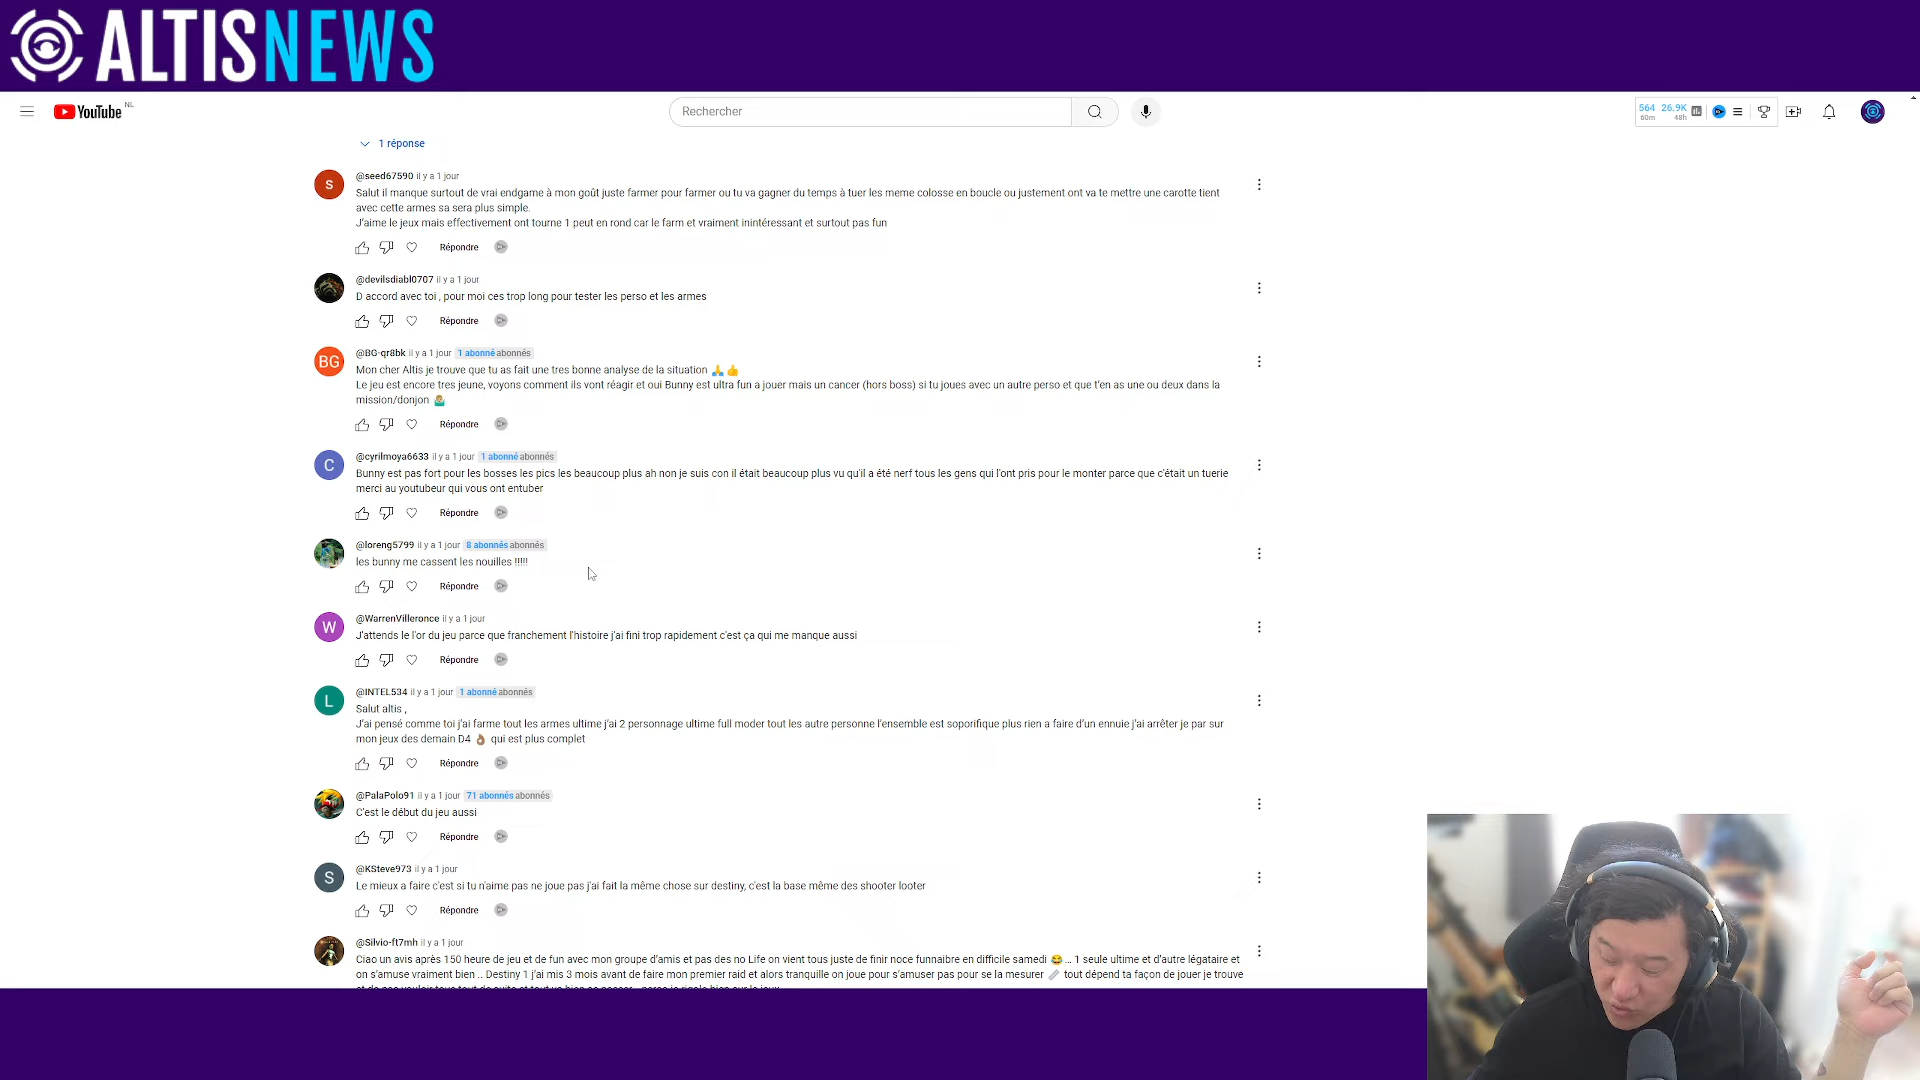 ALTISNEWS
YouTube NL
Rechercher
564 26.9K
60m 48h
1 réponse
S
@seed67590 il y a 1 jour
Salut il manque surtout de vrai endgame à mon goût juste farmer pour farmer ou tu va gagner du temps à tuer les meme colosse en boucle ou justement ont va te mettre une carotte tient
avec cette armes sa sera plus simple.
J'aime le jeux mais effectivement ont tourne 1 peut en rond car le farm et vraiment inintéressant et surtout pas fun
Répondre
@devilsdiabl0707 il y a 1 jour
D accord avec toi , pour moi ces trop long pour tester les perso et les armes
Répondre
BG
@BG-qr8bk il y a 1 jour 1 abonné abonnés
Mon cher Altis je trouve que tu as fait une tres bonne analyse de la situation 🙏👍
Le jeu est encore tres jeune, voyons comment ils vont réagir et oui Bunny est ultra fun a jouer mais un cancer (hors boss) si tu joues avec un autre perso et que t'en as une ou deux dans la
mission/donjon 🤷🏼‍♂️
Répondre
C
@cyrilmoya6633 il y a 1 jour 1 abonné abonnés
Bunny est pas fort pour les bosses les pics les beaucoup plus ah non je suis con il était beaucoup plus vu qu'il a été nerf tous les gens qui l'ont pris pour le monter parce que c'était un tuerie
merci au youtubeur qui vous ont entuber
Répondre
@loreng5799 il y a 1 jour 8 abonnés abonnés
les bunny me cassent les nouilles !!!!!
Répondre
W
@WarrenVilleronce il y a 1 jour
J'attends le l'or du jeu parce que franchement l'histoire j'ai fini trop rapidement c'est ça qui me manque aussi
Répondre
L
@INTEL534 il y a 1 jour 1 abonné abonnés
Salut altis ,
J'ai pensé comme toi j'ai farme tout les armes ultime j'ai 2 personnage ultime full moder tout les autre personne l'ensemble est soporifique plus rien a faire d'un ennuie j'ai arrêter je par sur
mon jeux des demain D4 👌🏽 qui est plus complet
Répondre
@PalaPolo91 il y a 1 jour 71 abonnés abonnés
C'est le début du jeu aussi
Répondre
S
@KSteve973 il y a 1 jour
Le mieux a faire c'est si tu n'aime pas ne joue pas j'ai fait la même chose sur destiny, c'est la base même des shooter looter
Répondre
@Silvio-ft7mh il y a 1 jour
Ciao un avis après 150 heure de jeu et de fun avec mon groupe d'amis et pas des no Life on vient tous juste de finir noce funnaibre en difficile samedi 😂... 1 seule ultime et d'autre légataire et
on s'amuse vraiment bien .. Destiny 1 j'ai mis 3 mois avant de faire mon premier raid et alors tranquille on joue pour s'amuser pas pour se la mesurer 📏 tout dépend ta façon de jouer je trouve